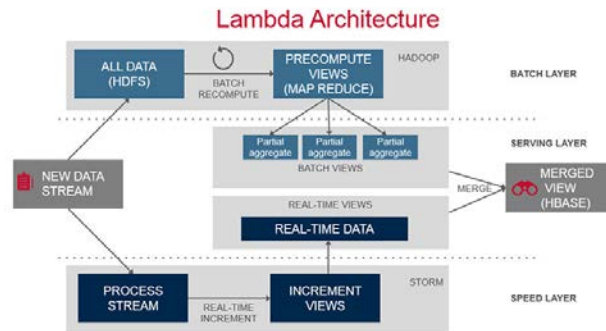 Lambda Architecture
ALL DATA
(HDFS)
BATCH
RECOMPUTE
PRECOMPUTE
VIEWS
(MAP REDUCE)
HADOOP
BATCH LAYER
Partial
aggregate
Partial
aggregate
Partial
aggregate
BATCH VIEWS
SERVING LAYER
NEW DATA
STREAM
MERGE
MERGED
VIEW
(HBASE)
REAL-TIME VIEWS
REAL-TIME DATA
PROCESS
STREAM
REAL-TIME
INCREMENT
INCREMENT
VIEWS
STORM
SPEED LAYER